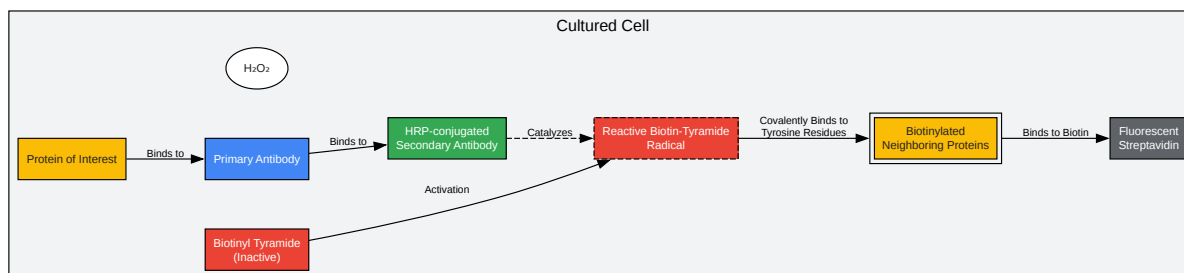 Cultured Cell
H₂O₂
Protein of Interest
Binds to
Primary Antibody
Binds to
HRP-conjugated
Secondary Antibody
Catalyzes
Reactive Biotin-Tyramide
Radical
Covalently Binds to
Tyrosine Residues
Biotinylated
Neighboring Proteins
Binds to Biotin
Fluorescent
Streptavidin
Activation
Biotinyl Tyramide
(Inactive)